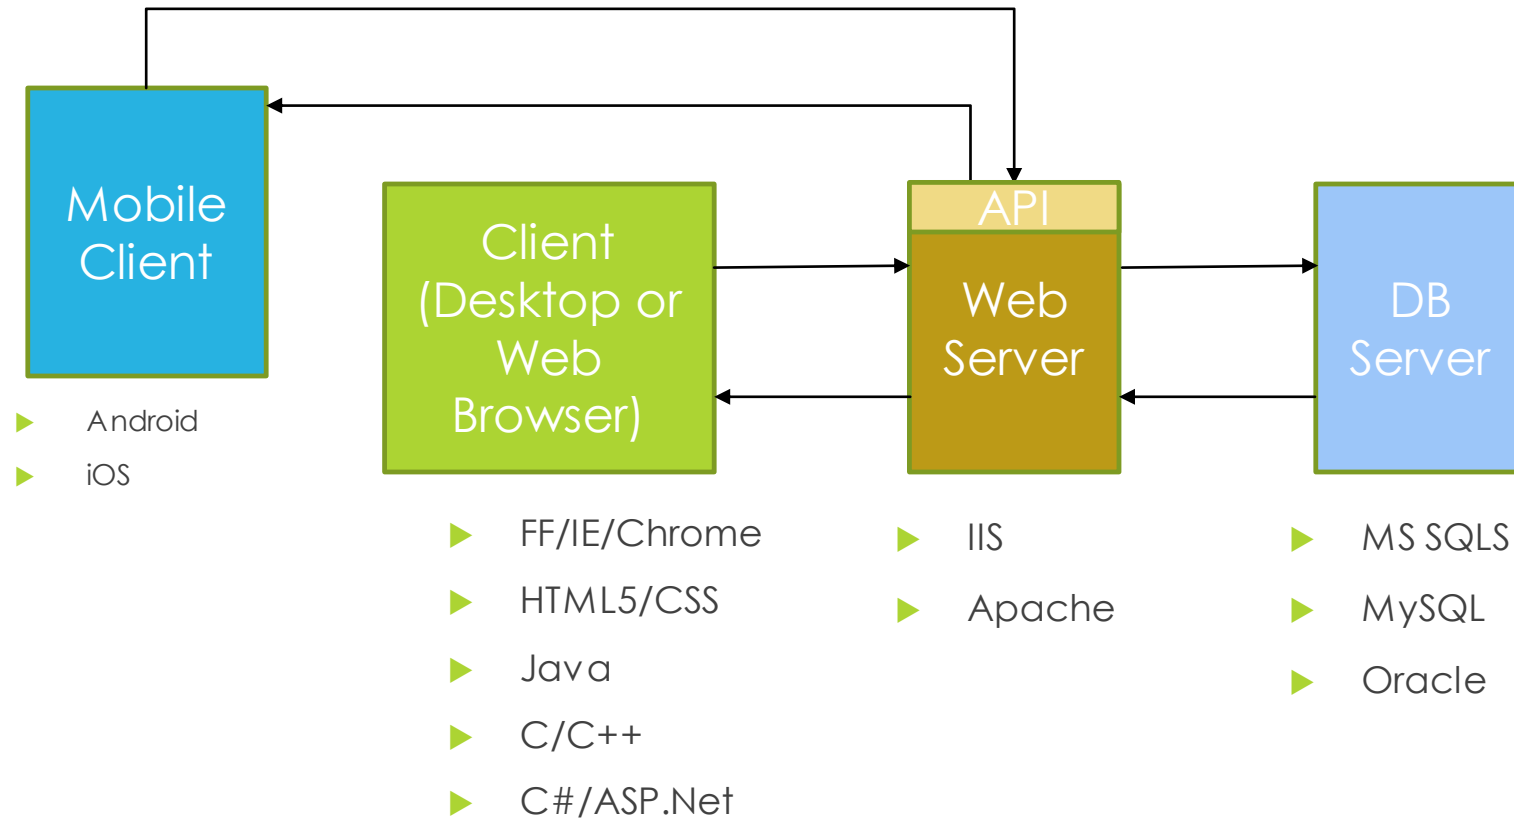 Mobile
Client
Android
iOS
Client
(Desktop or
Web
Browser)
FF/IE/Chrome
HTML5/CSS
Java
C/C++
C#/ASP.Net
API
Web
Server
IIS
Apache
DB
Server
MS SQLS
MySQL
Oracle